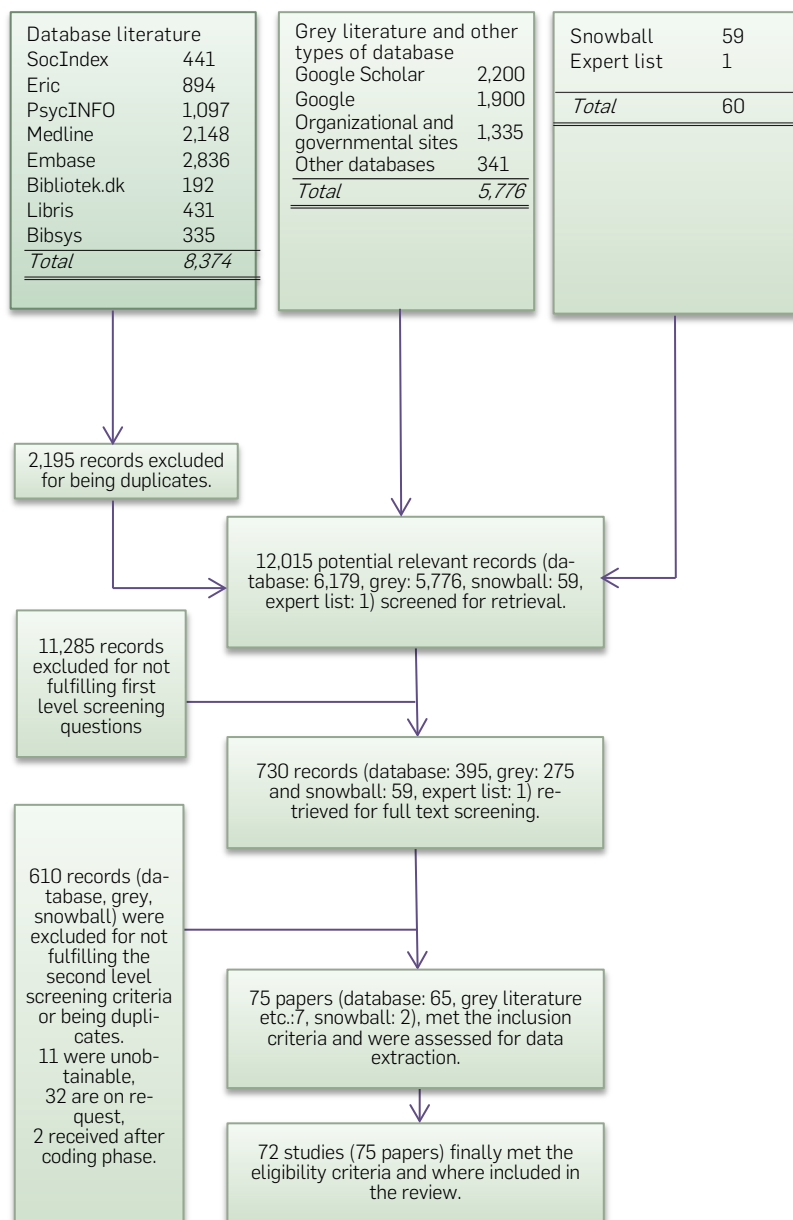 Database literature
SocIndex 441
Eric 894
PsycINFO 1,097
Medline 2,148
Embase 2,836
Bibliotek.dk 192
Libris 431
Bibsys 335
Total 8,374
Grey literature and other
types of database
Google Scholar 2,200
Google 1,900
Organizational and
governmental sites 1,335
Other databases 341
Total 5,776
Snowball 59
Expert list 1
Total 60
2,195 records excluded
for being duplicates.
12,015 potential relevant records (da-
tabase: 6,179, grey: 5,776, snowball: 59,
expert list: 1) screened for retrieval.
11,285 records
excluded for not
fulfilling first
level screening
questions
730 records (database: 395, grey: 275
and snowball: 59, expert list: 1) re-
trieved for full text screening.
610 records (da-
tabase, grey,
snowball) were
excluded for not
fulfilling the
second level
screening criteria
or being dupli-
cates.
11 were unob-
tainable,
32 are on re-
quest,
2 received after
coding phase.
75 papers (database: 65, grey literature
etc.:7, snowball: 2), met the inclusion
criteria and were assessed for data
extraction.
72 studies (75 papers) finally met the
eligibility criteria and where included in
the review.